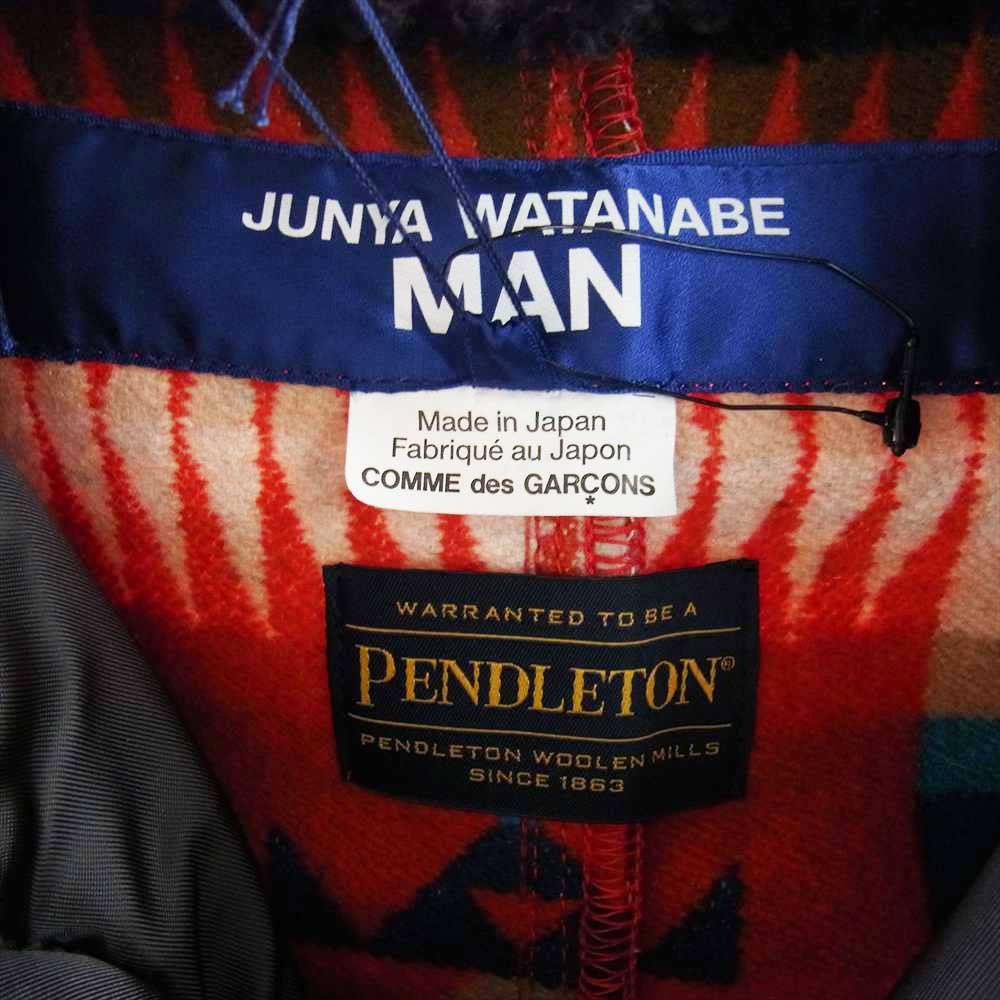 JUNYA WATANABE
MAN
Made in Japan
Fabriqué au Japon
COMME des GARÇONS
*
WARRANTED TO BE A
PENDLETON®
PENDLETON WOOLEN MILLS
SINCE 1863